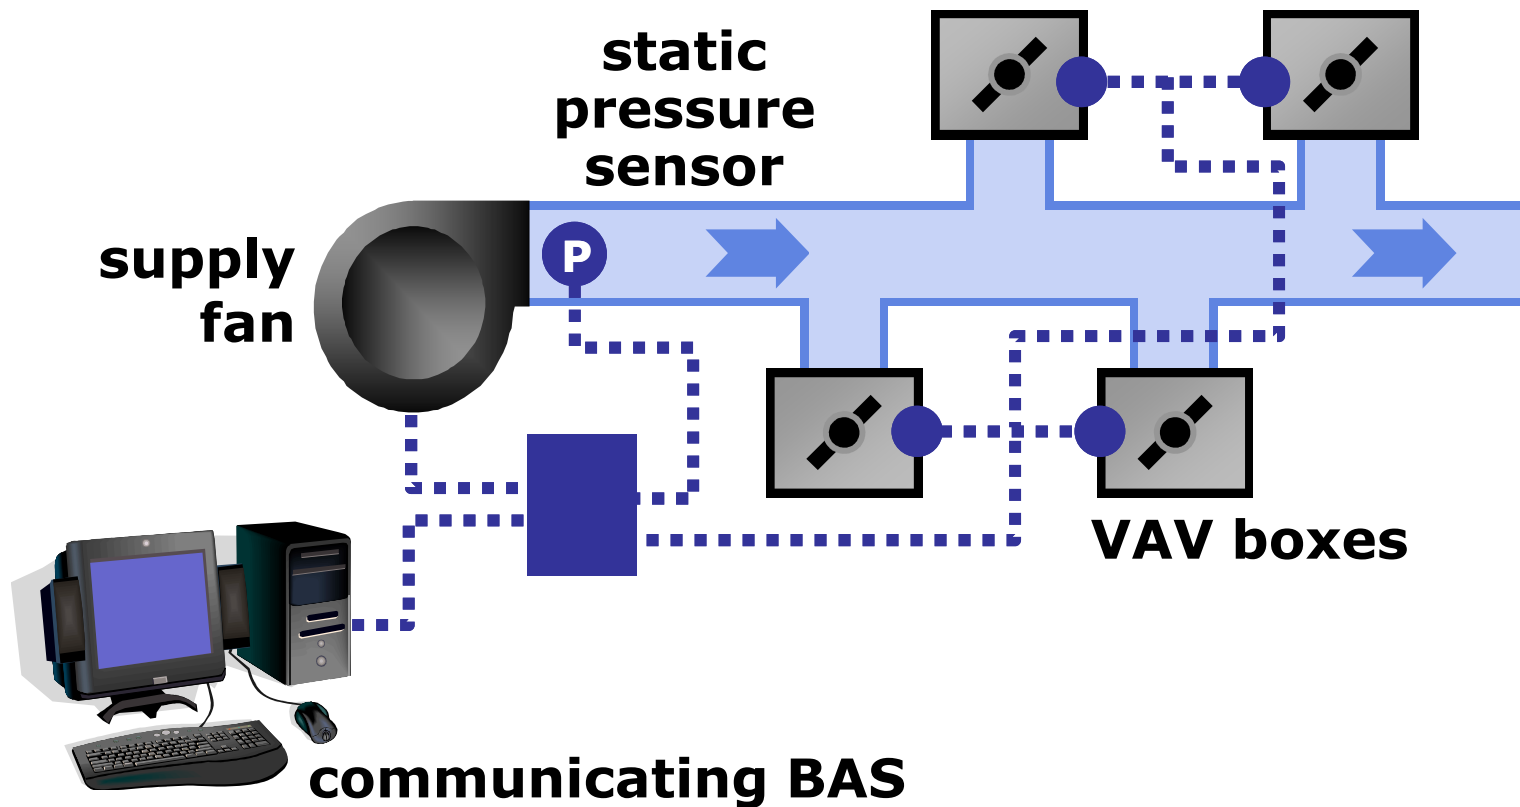 static
pressure
sensor
supply
fan
P
VAV boxes
communicating BAS